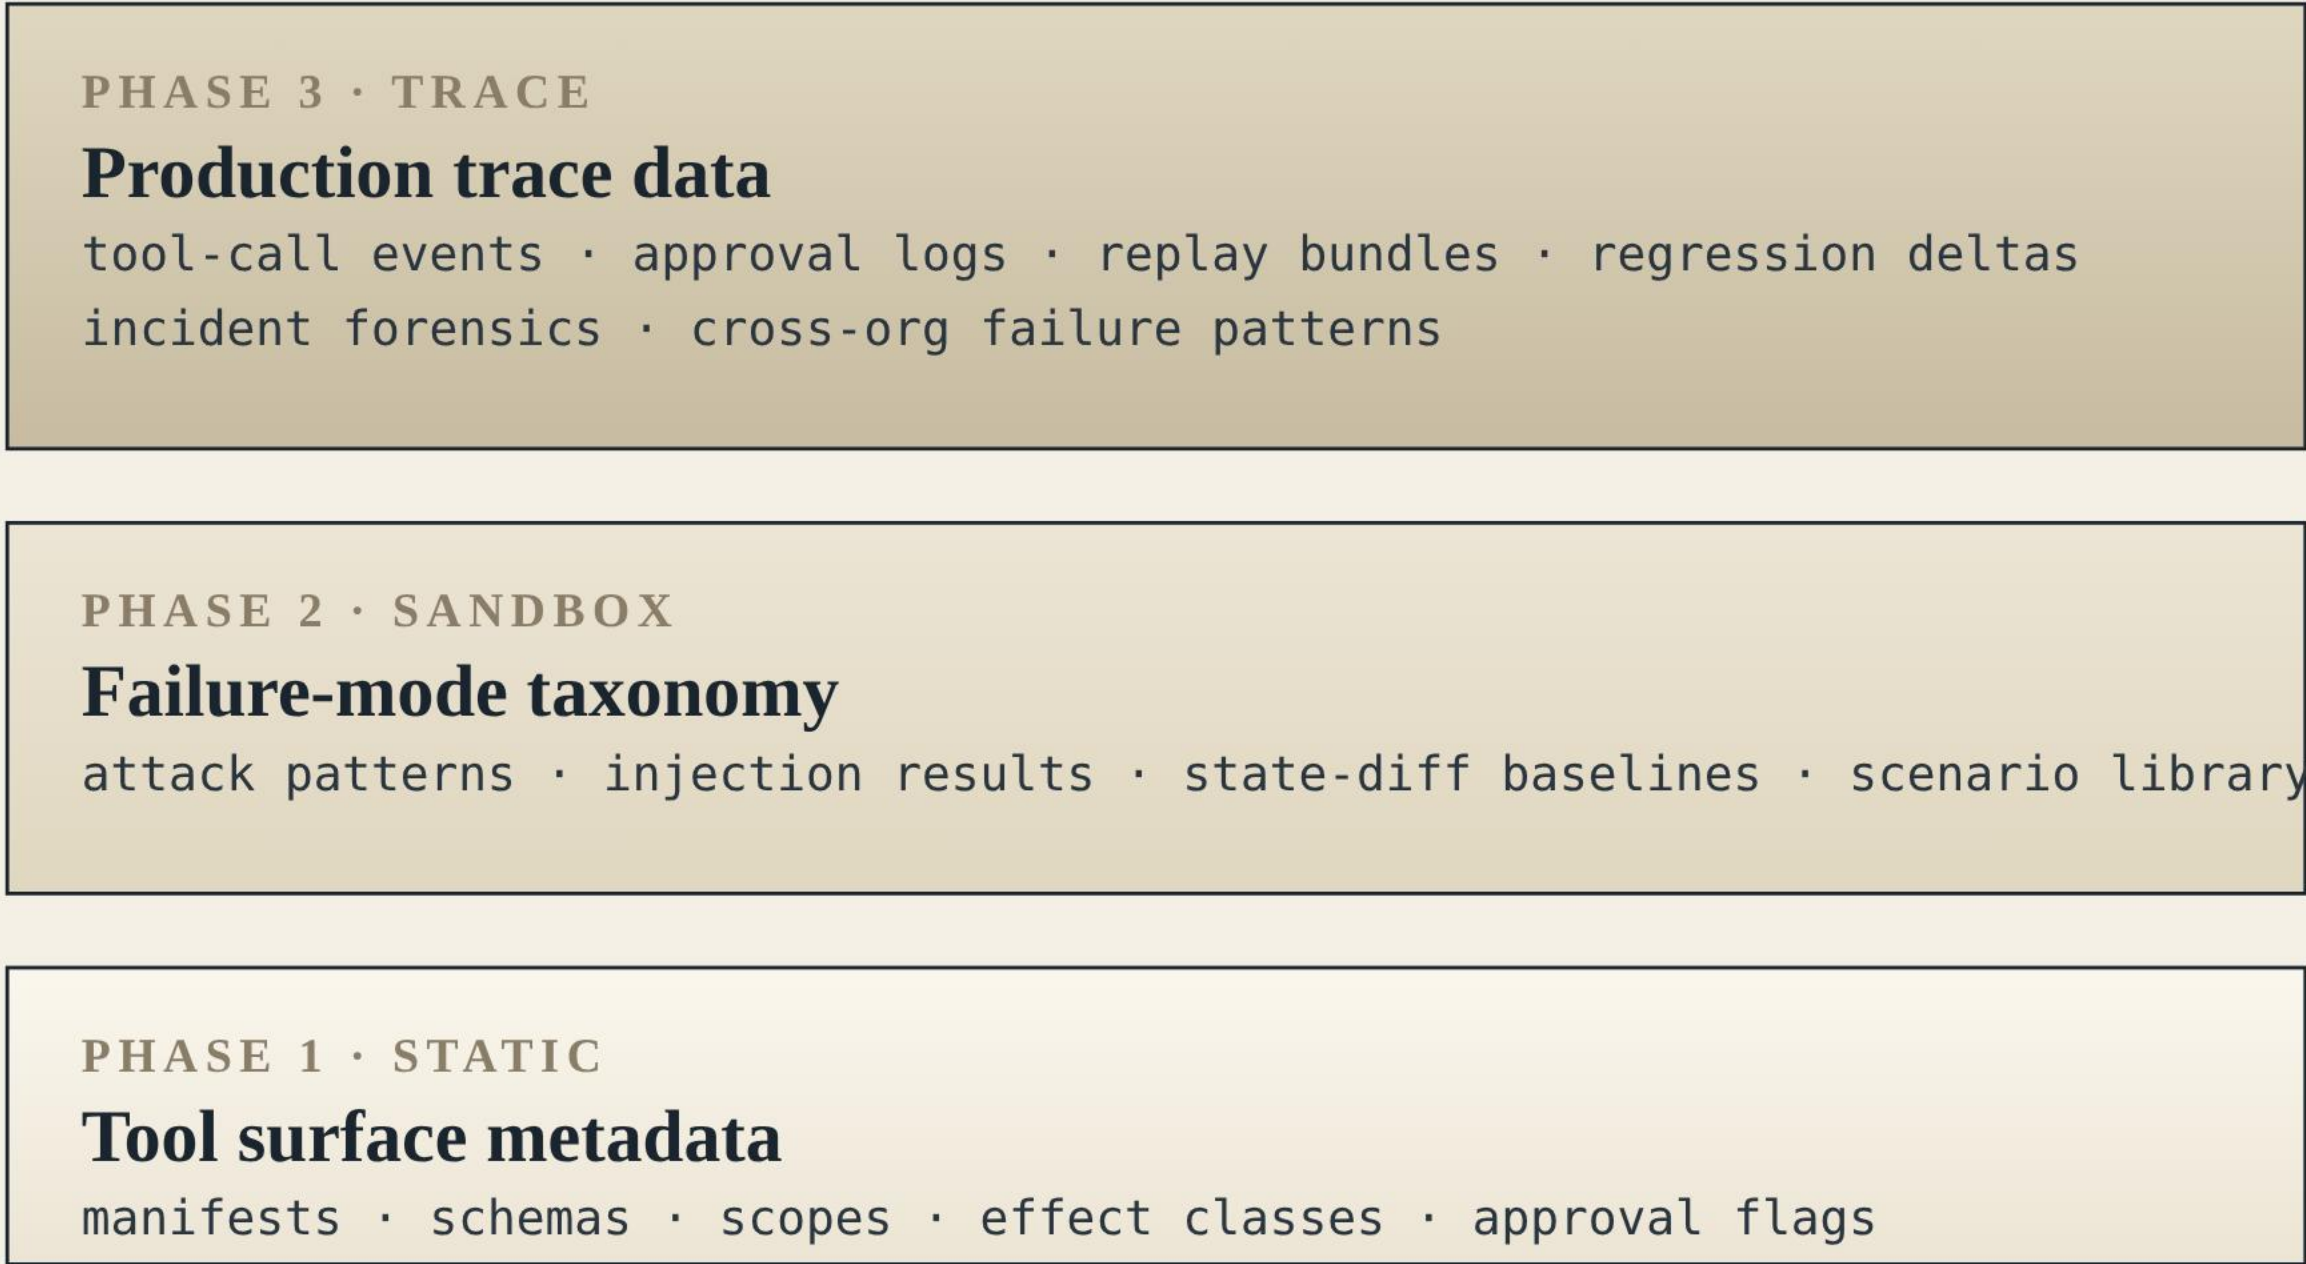 PHASE 3 · TRACE
Production trace data
tool-call events · approval logs · replay bundles · regression deltas
incident forensics · cross-org failure patterns
PHASE 2 · SANDBOX
Failure-mode taxonomy
attack patterns · injection results · state-diff baselines · scenario library
PHASE 1 · STATIC
Tool surface metadata
manifests · schemas · scopes · effect classes · approval flags